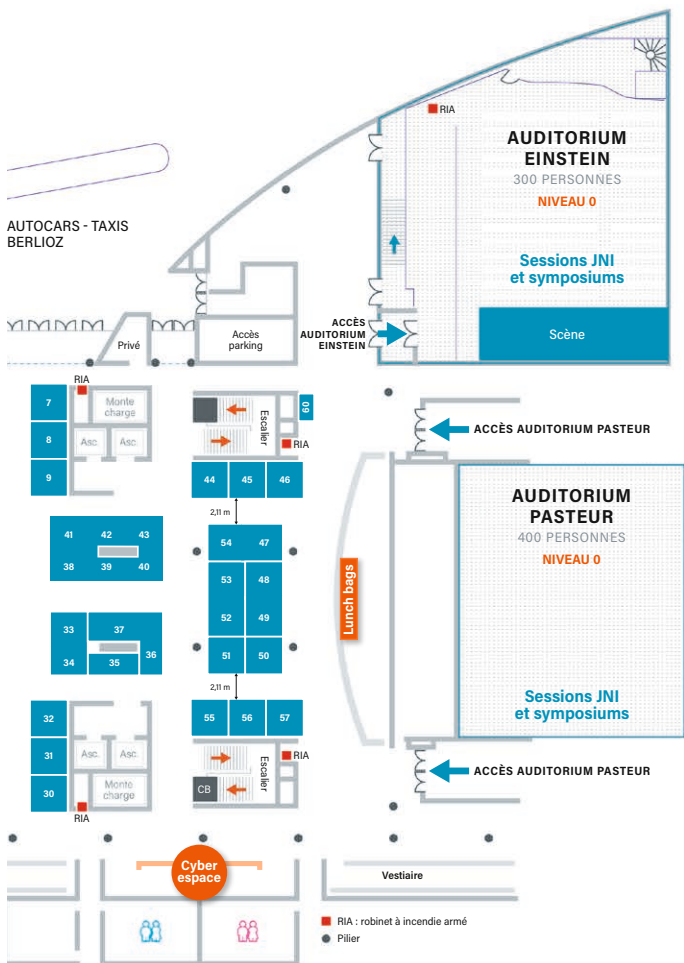 RIA
AUDITORIUM
EINSTEIN
300 PERSONNES
NIVEAU 0
AUTOCARS - TAXIS
BERLIOZ
Sessions JNI
et symposiums
ACCÈS
AUDITORIUM
EINSTEIN
Privé
Accès
parking
Scène
RIA
7
Monte
charge
8
Asc.
Asc.
9
Escalier
60
RIA
ACCÈS AUDITORIUM PASTEUR
44
45
46
2,11 m
AUDITORIUM
PASTEUR
400 PERSONNES
NIVEAU 0
41
42
43
38
39
40
54
47
53
48
52
49
51
50
Lunch bags
33
37
34
35
36
2,11 m
Sessions JNI
et symposiums
32
55
56
57
31
Asc.
Asc.
Escalier
RIA
ACCÈS AUDITORIUM PASTEUR
30
Monte
charge
CB
RIA
Cyber
espace
Vestiaire
RIA : robinet à incendie armé
Pilier